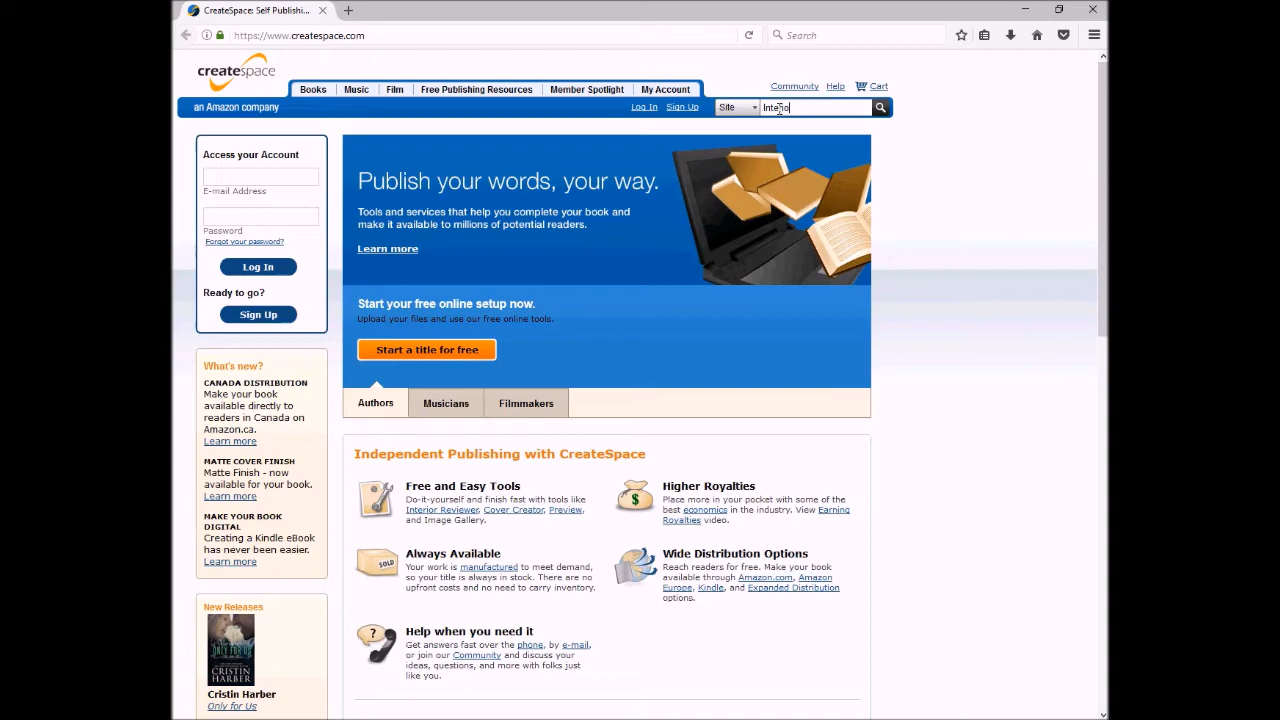 CreateSpace: Self Publishi...
https://www.createspace.com
Search
createspace
an Amazon company
Books
Music
Film
Free Publishing Resources
Member Spotlight
My Account
Community
Help
Cart
Log In
Sign Up
Site
Interio
Access your Account
E-mail Address
Password
Forgot your password?
Log In
Ready to go?
Sign Up
Publish your words, your way.
Tools and services that help you complete your book and
make it available to millions of potential readers.
Learn more
Start your free online setup now.
Upload your files and use our free online tools.
Start a title for free
Authors
Musicians
Filmmakers
What's new?
CANADA DISTRIBUTION
Make your book
available directly to
readers in Canada on
Amazon.ca.
Learn more
MATTE COVER FINISH
Matte Finish - now
available for your book.
Learn more
MAKE YOUR BOOK
DIGITAL
Creating a Kindle eBook
has never been easier.
Learn more
New Releases
ONLY FOR US
CRISTIN
HARBER
Cristin Harber
Only for Us
Independent Publishing with CreateSpace
Free and Easy Tools
Do-it-yourself and finish fast with tools like
Interior Reviewer, Cover Creator, Preview,
and Image Gallery.
$
Higher Royalties
Place more in your pocket with some of the
best economics in the industry. View Earning
Royalties video.
SOLD
Always Available
Your work is manufactured to meet demand,
so your title is always in stock. There are no
upfront costs and no need to carry inventory.
Wide Distribution Options
Reach readers for free. Make your book
available through Amazon.com, Amazon
Europe, Kindle, and Expanded Distribution
options.
?
Help when you need it
Get answers fast over the phone, by e-mail,
or join our Community and discuss your
ideas, questions, and more with folks just
like you.